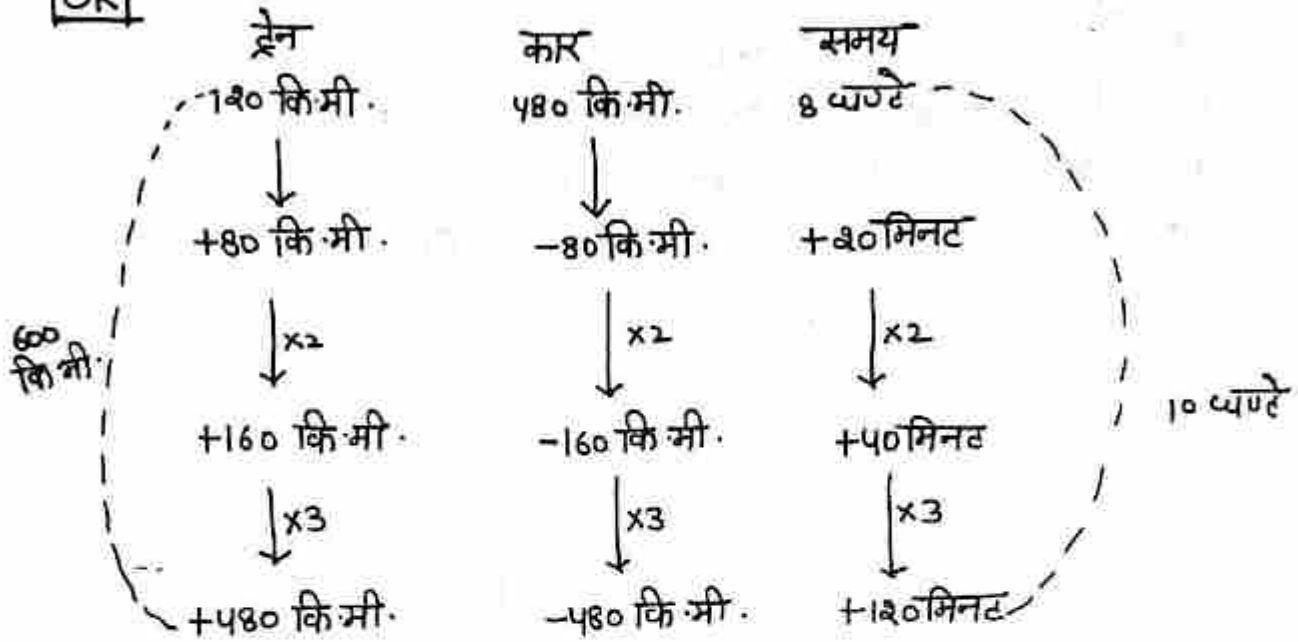 OR
ट्रेन कार समय
120 कि.मी. 480 कि.मी. 8 घण्टे
+80 कि.मी. -80 कि.मी. +20 मिनट
600 कि.मी. ×2 ×2 ×2
+160 कि.मी. -160 कि.मी. +40 मिनट 10 घण्टे
×3 ×3 ×3
+480 कि.मी. -480 कि.मी. +120 मिनट